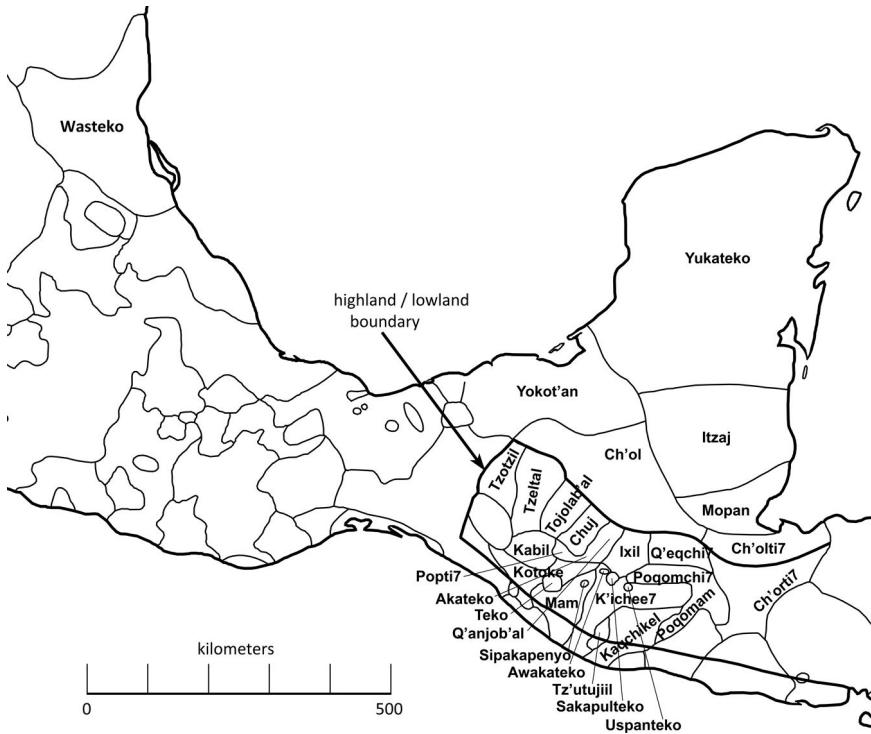 Wasteko
Yukateko
highland / lowland
boundary
Yokot'an
Itzaj
Ch'ol
Tzotzil
Tzeltal
Tojolab'al
Mopan
Chuj
Kabil
Ixil
Q'eqchi7
Ch'olti7
Popti7
Kotoke
Poqomchi7
Ch'orti7
Akateko
Mam
K'ichee7
Teko
Q'anjob'al
Kaqchikel
Poqomam
kilometers
Sipakapenyo
Awakateko
Tz'utujiil
Sakapulteko
Uspanteko
0
500